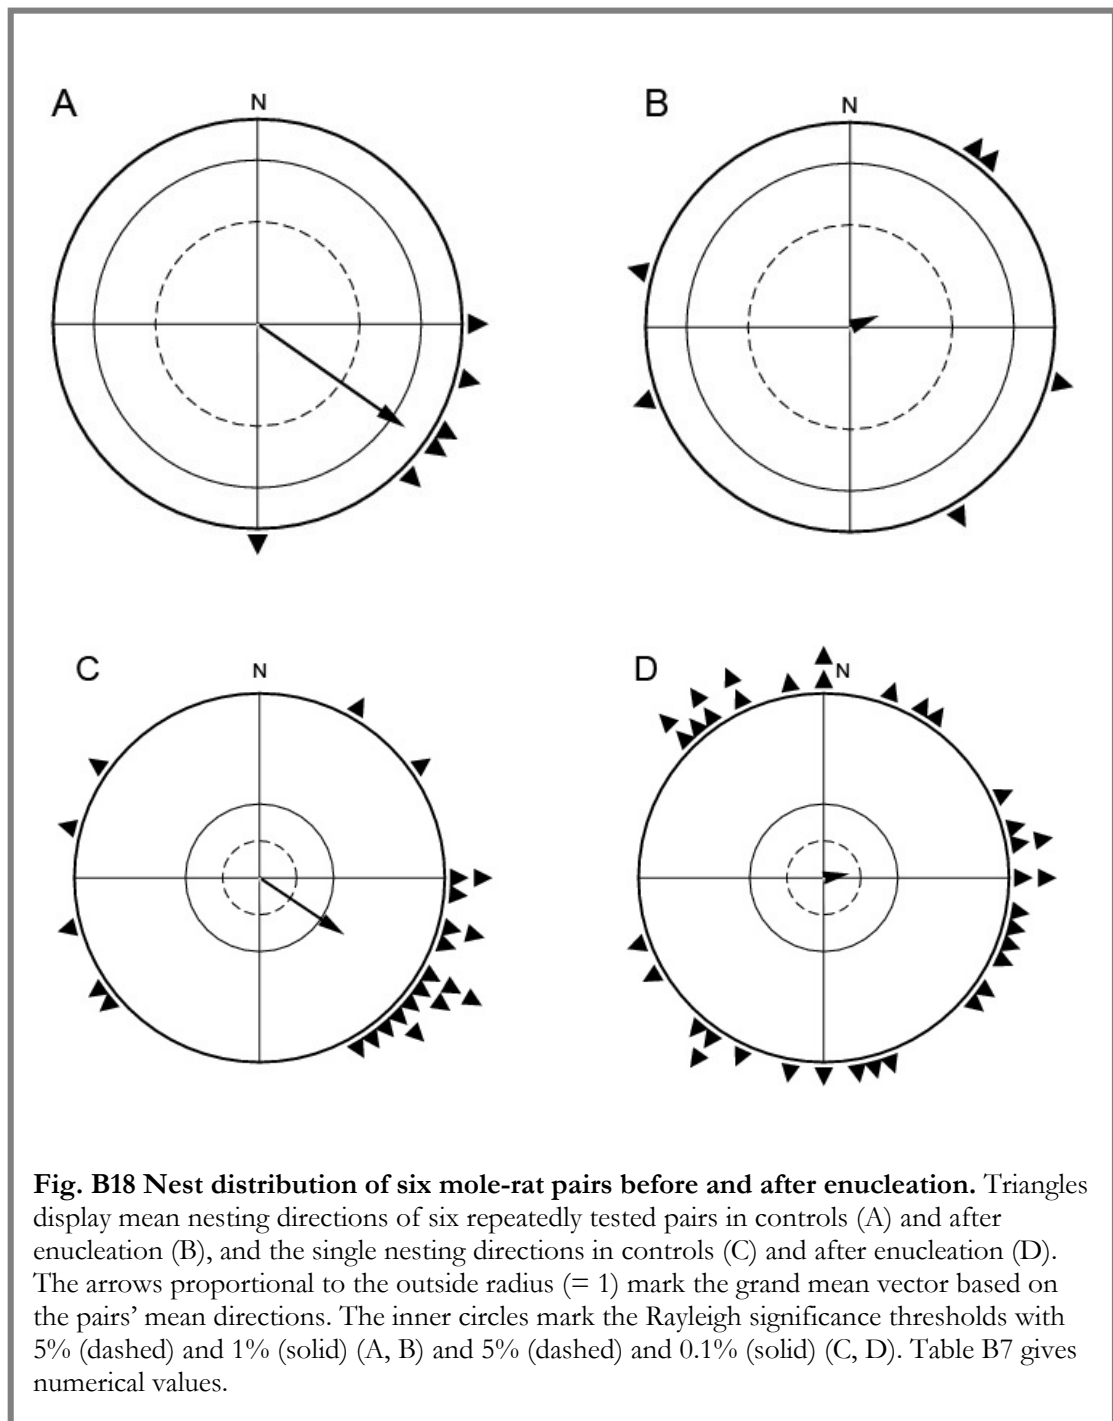 A
N
B
N
C
N
D
N
Fig. B18 Nest distribution of six mole-rat pairs before and after enucleation. Triangles
display mean nesting directions of six repeatedly tested pairs in controls (A) and after
enucleation (B), and the single nesting directions in controls (C) and after enucleation (D).
The arrows proportional to the outside radius (= 1) mark the grand mean vector based on
the pairs’ mean directions. The inner circles mark the Rayleigh significance thresholds with
5% (dashed) and 1% (solid) (A, B) and 5% (dashed) and 0.1% (solid) (C, D). Table B7 gives
numerical values.